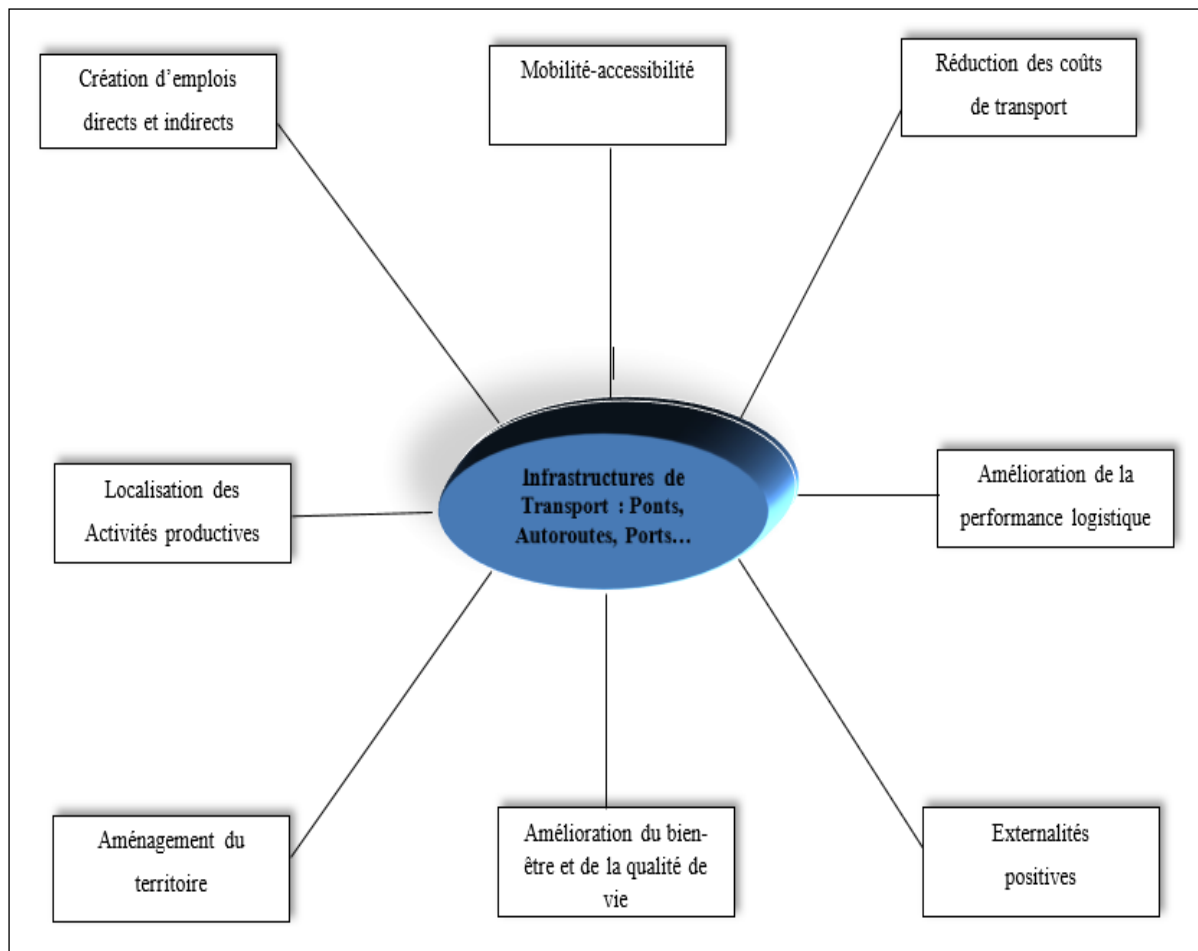 Création d’emplois
directs et indirects
Mobilité-accessibilité
Réduction des coûts
de transport
Localisation des
Activités productives
Infrastructures de
Transport : Ponts,
Autoroutes, Ports...
Amélioration de la
performance logistique
Aménagement du
territoire
Amélioration du bien-
être et de la qualité de
vie
Externalités
positives